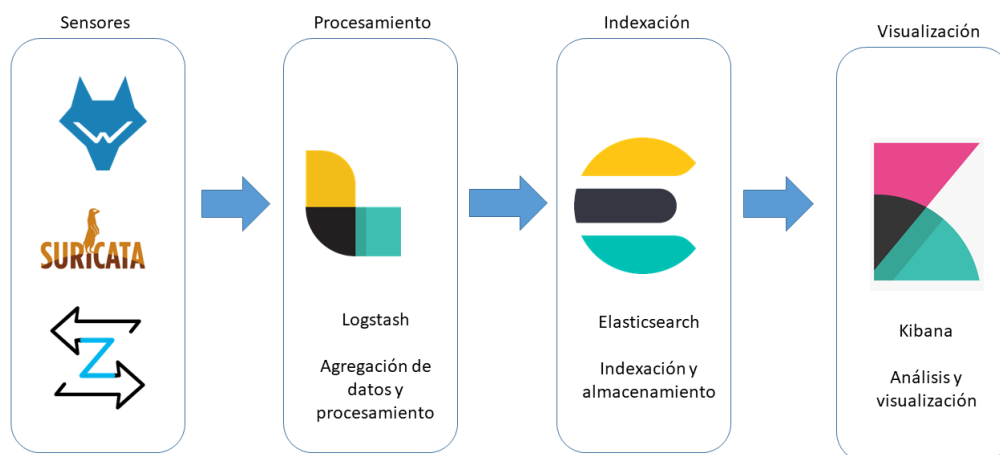 Sensores
Procesamiento
Indexación
Visualización
SURICATA
Z
Logstash
Agregación de
datos y
procesamiento
Elasticsearch
Indexación y
almacenamiento
Kibana
Análisis y
visualización